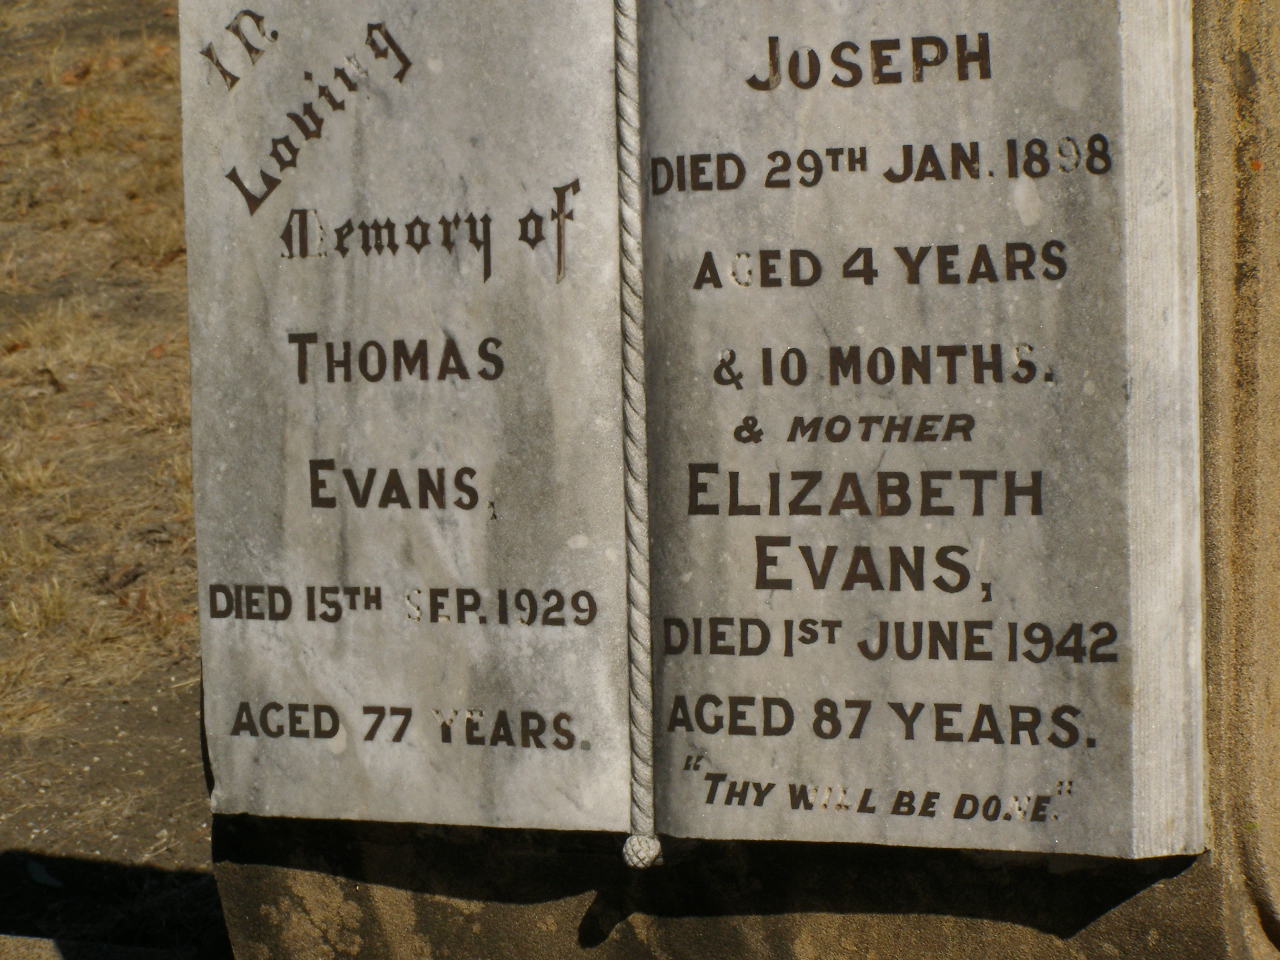 In
Loving
Memory of
THOMAS
EVANS,
DIED 15TH SEP. 1929
AGED 77 YEARS.
JOSEPH
DIED 29TH JAN. 1898
AGED 4 YEARS
& 10 MONTHS.
& MOTHER
ELIZABETH
EVANS,
DIED 1ST JUNE 1942
AGED 87 YEARS.
"THY WILL BE DONE."